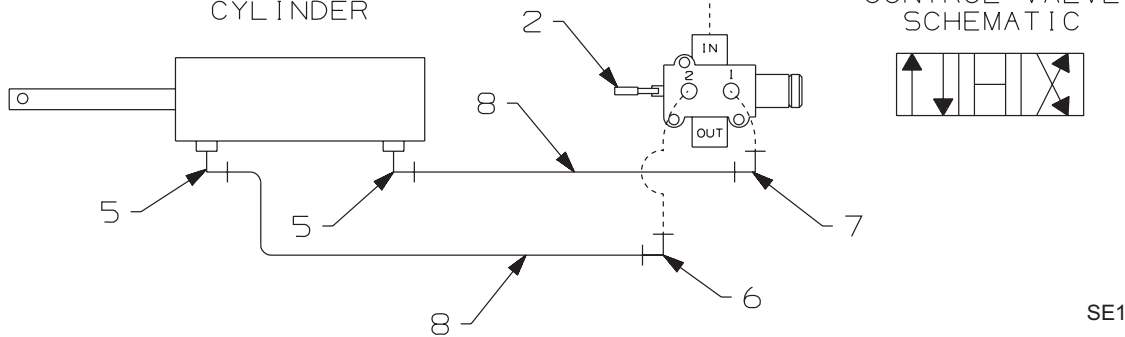 CYLINDER
CONTROL VALVE
SCHEMATIC
2
IN
2 1
OUT
8
5
5
7
8
6
SE1